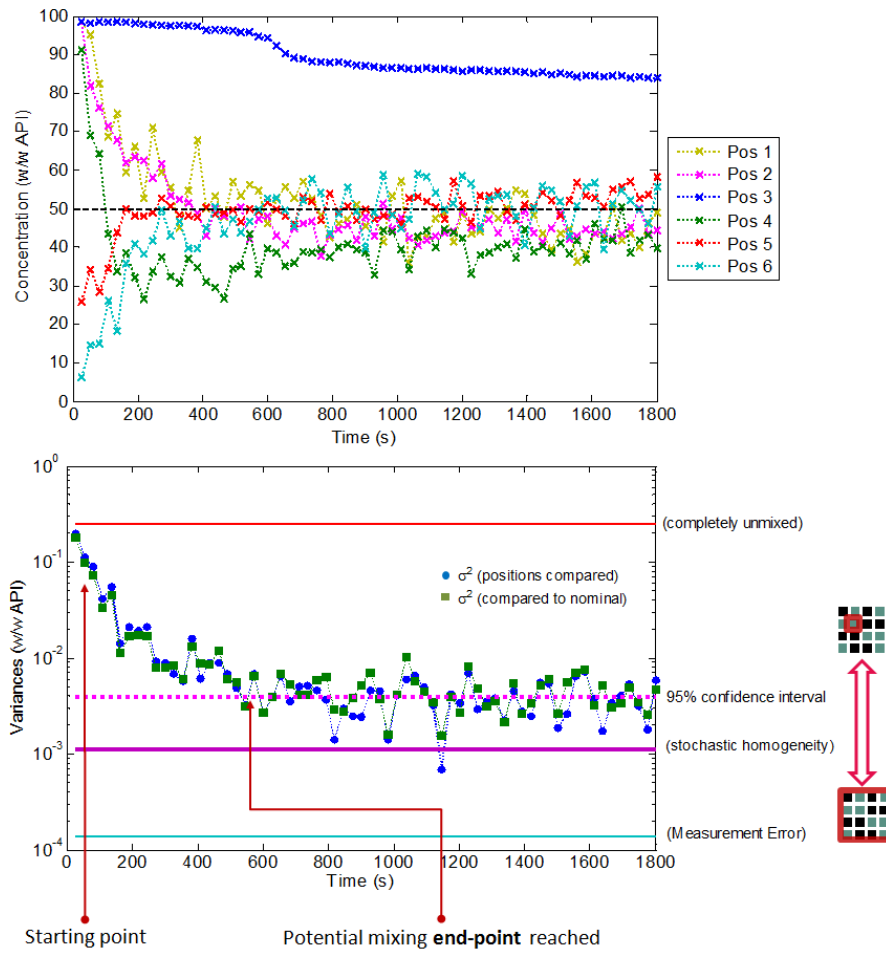 100
90
80
70
60
50
40
30
20
10
0
Concentration (w/w API)
0 200 400 600 800 1000 1200 1400 1600 1800
Time (s)
Pos 1
Pos 2
Pos 3
Pos 4
Pos 5
Pos 6
10^0
10^-1
10^-2
10^-3
10^-4
Variances (w/w API)
σ² (positions compared)
σ² (compared to nominal)
(completely unmixed)
95% confidence interval
(stochastic homogeneity)
(Measurement Error)
0 200 400 600 800 1000 1200 1400 1600 1800
Time (s)
Starting point
Potential mixing end-point reached